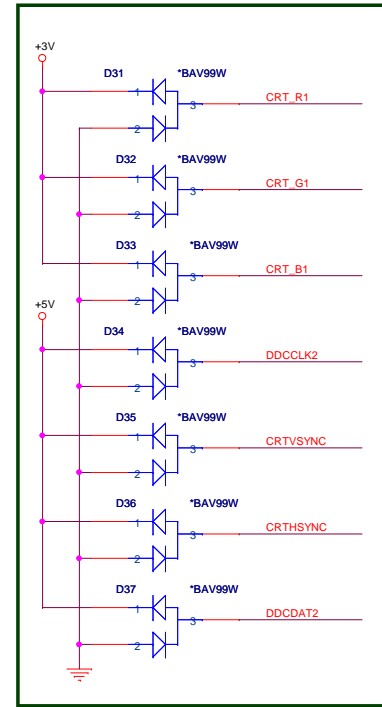 +3V
D31 *BAV99W
1
3 CRT_R1
2
D32 *BAV99W
1
3 CRT_G1
2
D33 *BAV99W
1
3 CRT_B1
2
+5V
D34 *BAV99W
1
3 DDCCLK2
2
D35 *BAV99W
1
3 CRTVSYNC
2
D36 *BAV99W
1
3 CRTHSYNC
2
D37 *BAV99W
1
3 DDCDAT2
2